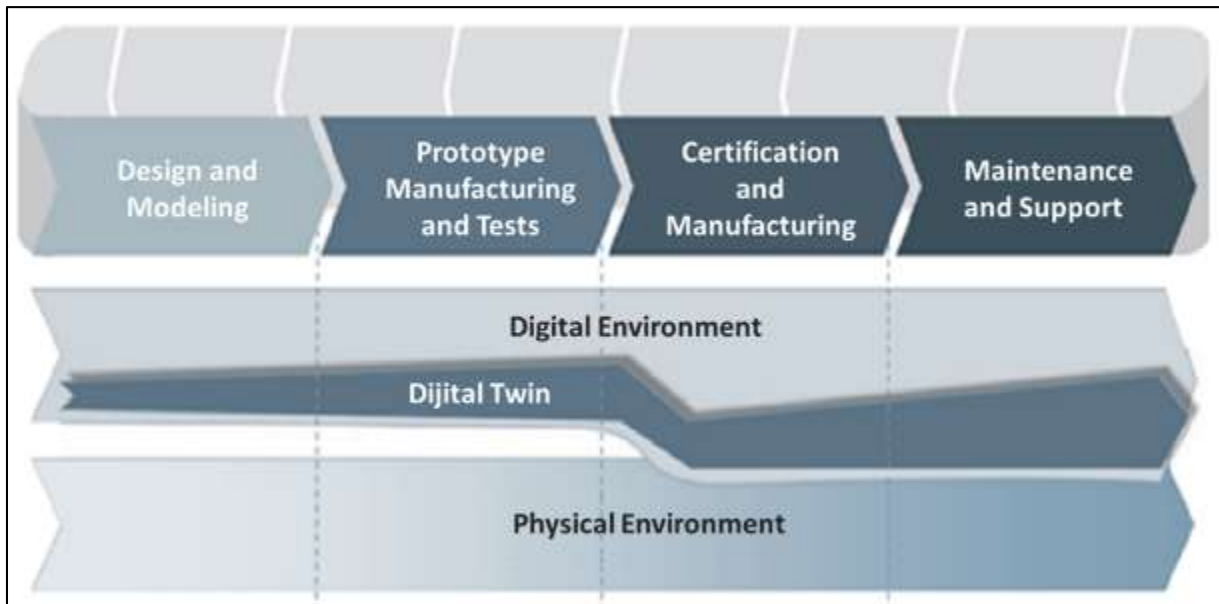 Design and
Modeling
Prototype
Manufacturing
and Tests
Certification
and
Manufacturing
Maintenance
and Support
Digital Environment
Dijital Twin
Physical Environment